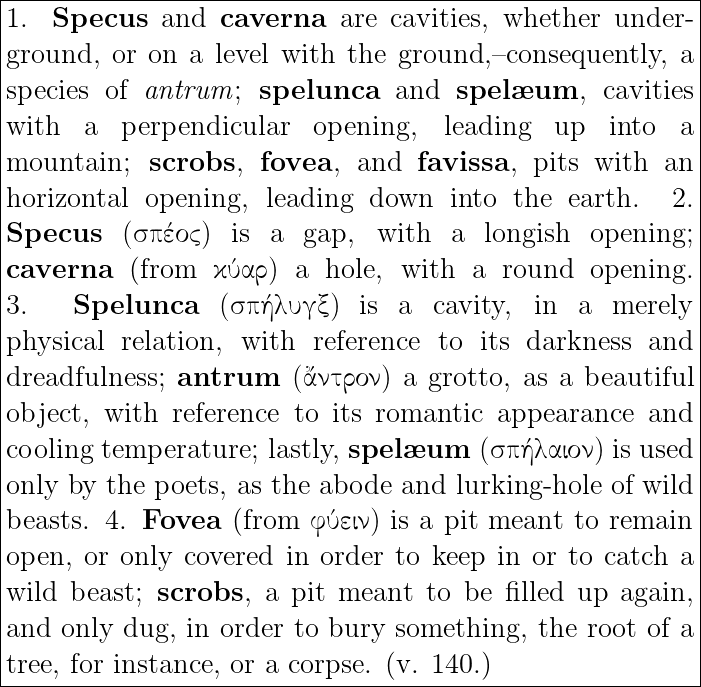 1. Specus and caverna are cavities, whether under-
ground, or on a level with the ground,–consequently, a
species of antrum; spelunca and spelæum, cavities
with a perpendicular opening, leading up into a
mountain; scrobs, fovea, and favissa, pits with an
horizontal opening, leading down into the earth. 2.
Specus (σπέος) is a gap, with a longish opening;
caverna (from ϰύαρ) a hole, with a round opening.
3. Spelunca (σπήλυγξ) is a cavity, in a merely
physical relation, with reference to its darkness and
dreadfulness; antrum (ἄντρον) a grotto, as a beautiful
object, with reference to its romantic appearance and
cooling temperature; lastly, spelæum (σπήλαιον) is used
only by the poets, as the abode and lurking-hole of wild
beasts. 4. Fovea (from φύειν) is a pit meant to remain
open, or only covered in order to keep in or to catch a
wild beast; scrobs, a pit meant to be filled up again,
and only dug, in order to bury something, the root of a
tree, for instance, or a corpse. (v. 140.)